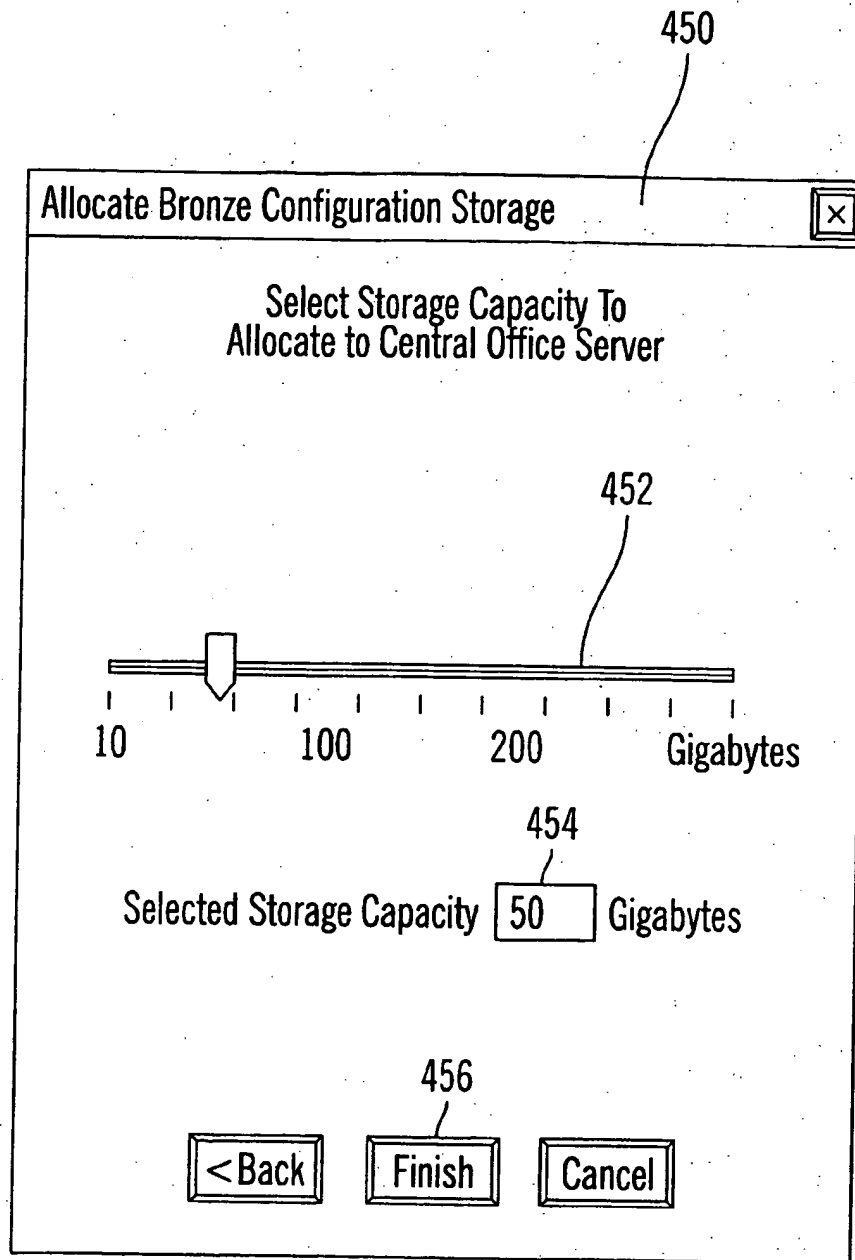 450
Allocate Bronze Configuration Storage
×
Select Storage Capacity To
Allocate to Central Office Server
452
10 100 200 Gigabytes
454
Selected Storage Capacity 50 Gigabytes
456
<Back Finish Cancel